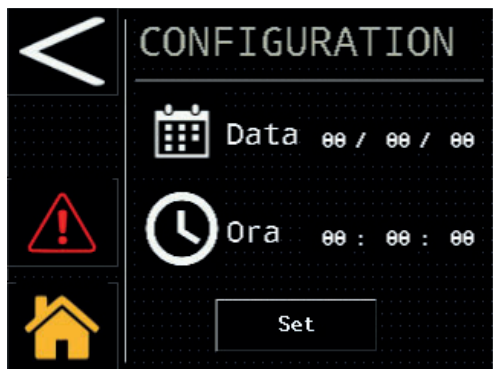 CONFIGURATION
Data 00 / 00 / 00
Ora 00 : 00 : 00
Set